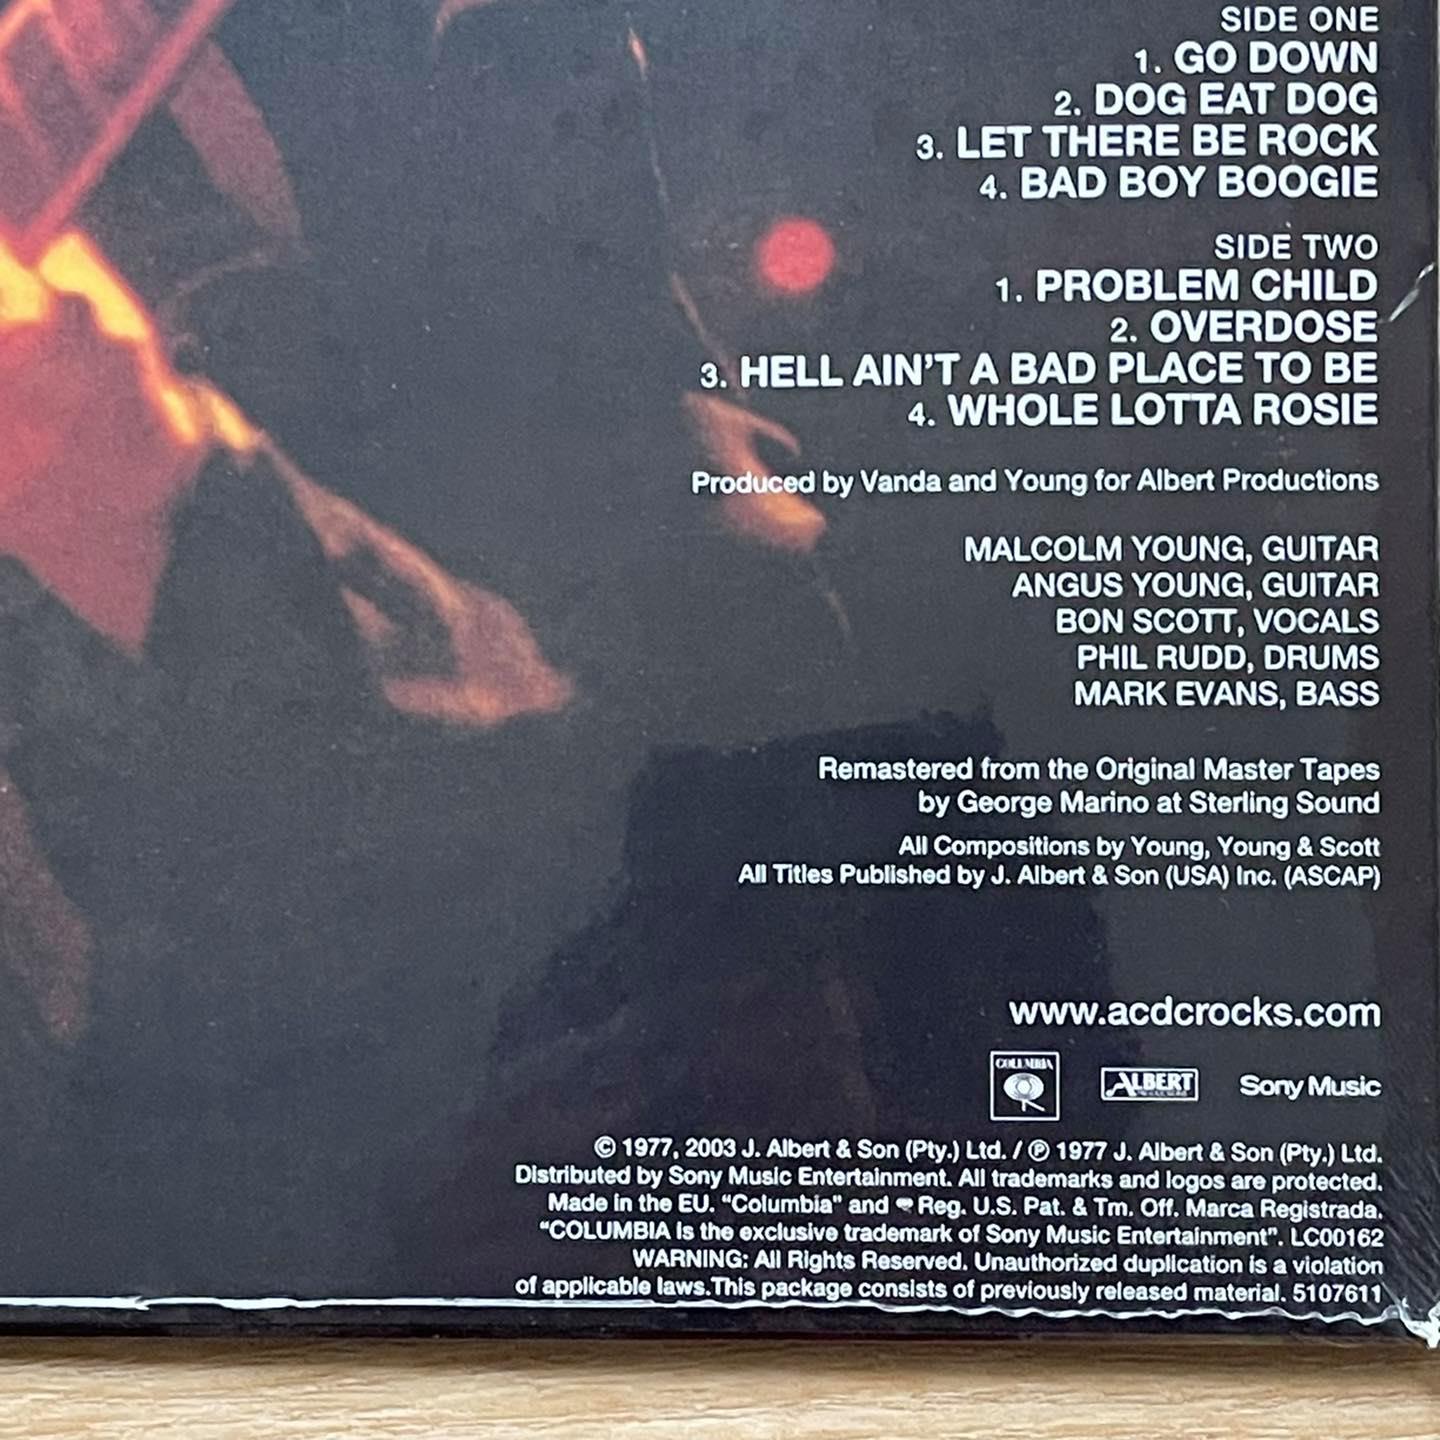 SIDE ONE
1. GO DOWN
2. DOG EAT DOG
3. LET THERE BE ROCK
4. BAD BOY BOOGIE
SIDE TWO
1. PROBLEM CHILD
2. OVERDOSE
3. HELL AIN'T A BAD PLACE TO BE
4. WHOLE LOTTA ROSIE
Produced by Vanda and Young for Albert Productions
MALCOLM YOUNG, GUITAR
ANGUS YOUNG, GUITAR
BON SCOTT, VOCALS
PHIL RUDD, DRUMS
MARK EVANS, BASS
Remastered from the Original Master Tapes
by George Marino at Sterling Sound
All Compositions by Young, Young & Scott
All Titles Published by J. Albert & Son (USA) Inc. (ASCAP)
www.acdcrocks.com
COLUMBIA ALBERT Sony Music
© 1977, 2003 J. Albert & Son (Pty.) Ltd. / ℗ 1977 J. Albert & Son (Pty.) Ltd.
Distributed by Sony Music Entertainment. All trademarks and logos are protected.
Made in the EU. “Columbia” and Reg. U.S. Pat. & Tm. Off. Marca Registrada.
“COLUMBIA is the exclusive trademark of Sony Music Entertainment”. LC00162
WARNING: All Rights Reserved. Unauthorized duplication is a violation
of applicable laws.This package consists of previously released material. 5107611